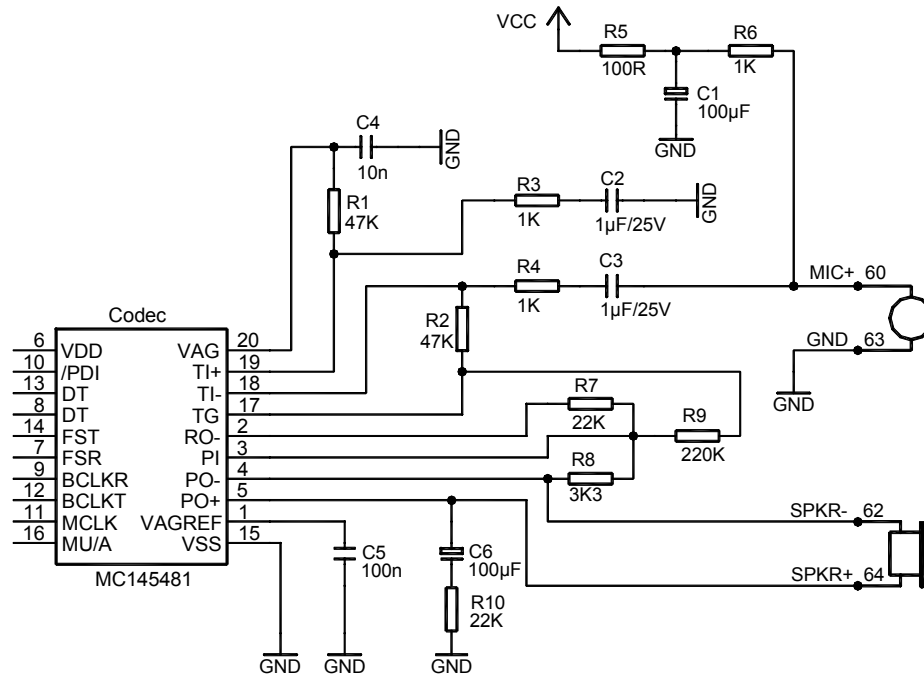 VCC
R5
100R
R6
1K
C1
100µF
GND
C4
10n
GND
R1
47K
R3
1K
C2
1µF/25V
GND
R4
1K
C3
1µF/25V
MIC+ 60
R2
47K
GND 63
GND
Codec
6 VDD VAG 20
10 /PDI TI+ 19
13 DT TI- 18
8 DT TG 17
14 FST RO- 2
7 FSR PI 3
9 BCLKR PO- 4
12 BCLKT PO+ 5
11 MCLK VAGREF 1
16 MU/A VSS 15
MC145481
R7
22K
R9
220K
R8
3K3
SPKR- 62
SPKR+ 64
C5
100n
C6
100µF
R10
22K
GND
GND
GND